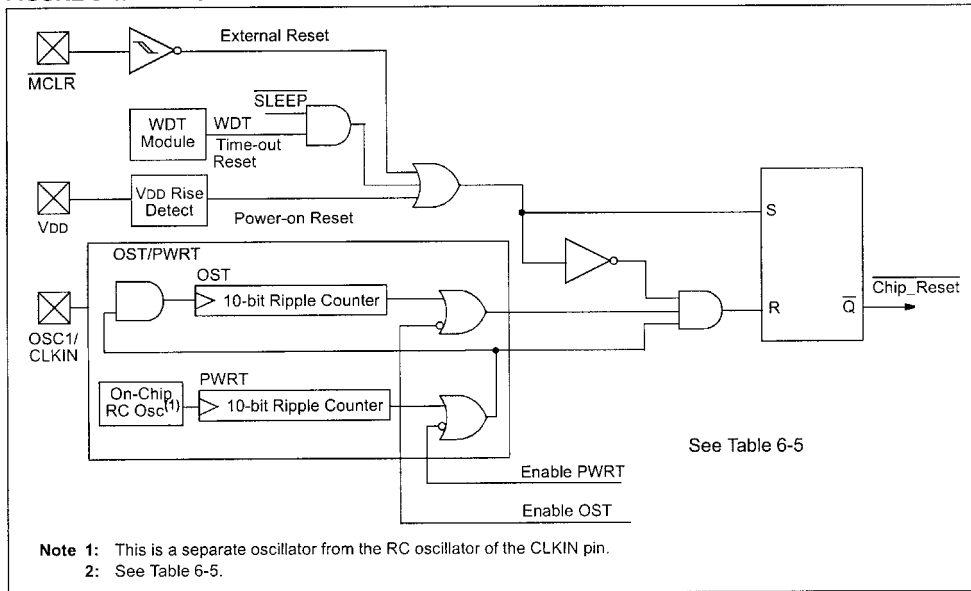 External Reset
MCLR
SLEEP
WDT
Module
WDT
Time-out
Reset
VDD Rise
Detect
VDD
Power-on Reset
S
OST/PWRT
OST
10-bit Ripple Counter
Chip_Reset
R
Q
OSC1/
CLKIN
PWRT
On-Chip
RC Osc(1)
10-bit Ripple Counter
See Table 6-5
Enable PWRT
Enable OST
Note 1: This is a separate oscillator from the RC oscillator of the CLKIN pin.
2: See Table 6-5.